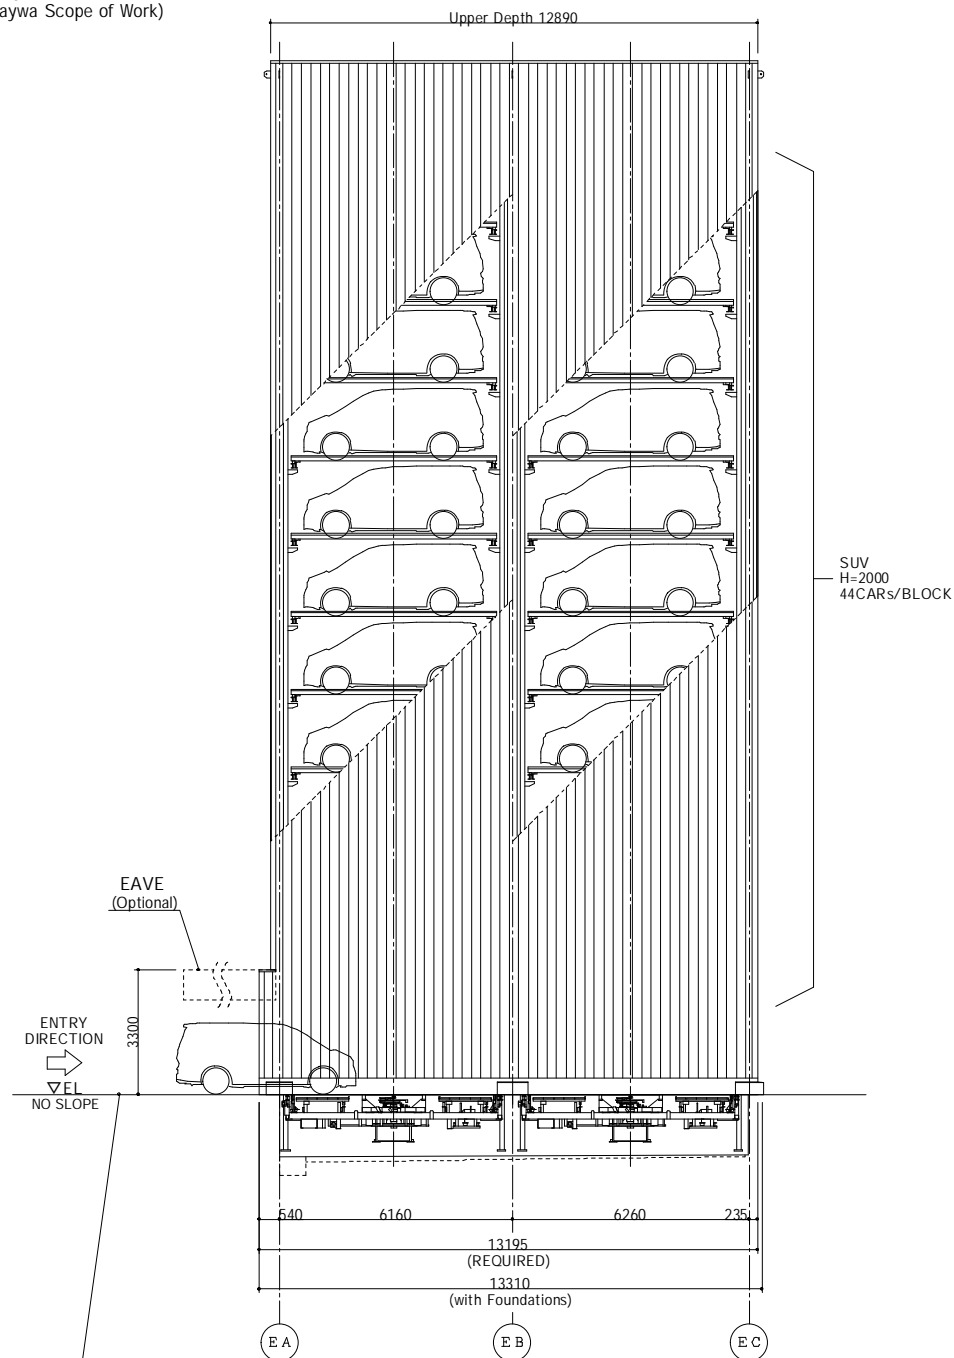 aywa Scope of Work)
Upper Depth 12890
SUV
H=2000
44CARs/BLOCK
EAVE
(Optional)
3300
ENTRY
DIRECTION
▽EL
NO SLOPE
540 6160 6260 235
13195
(REQUIRED)
13310
(with Foundations)
EA EB EC